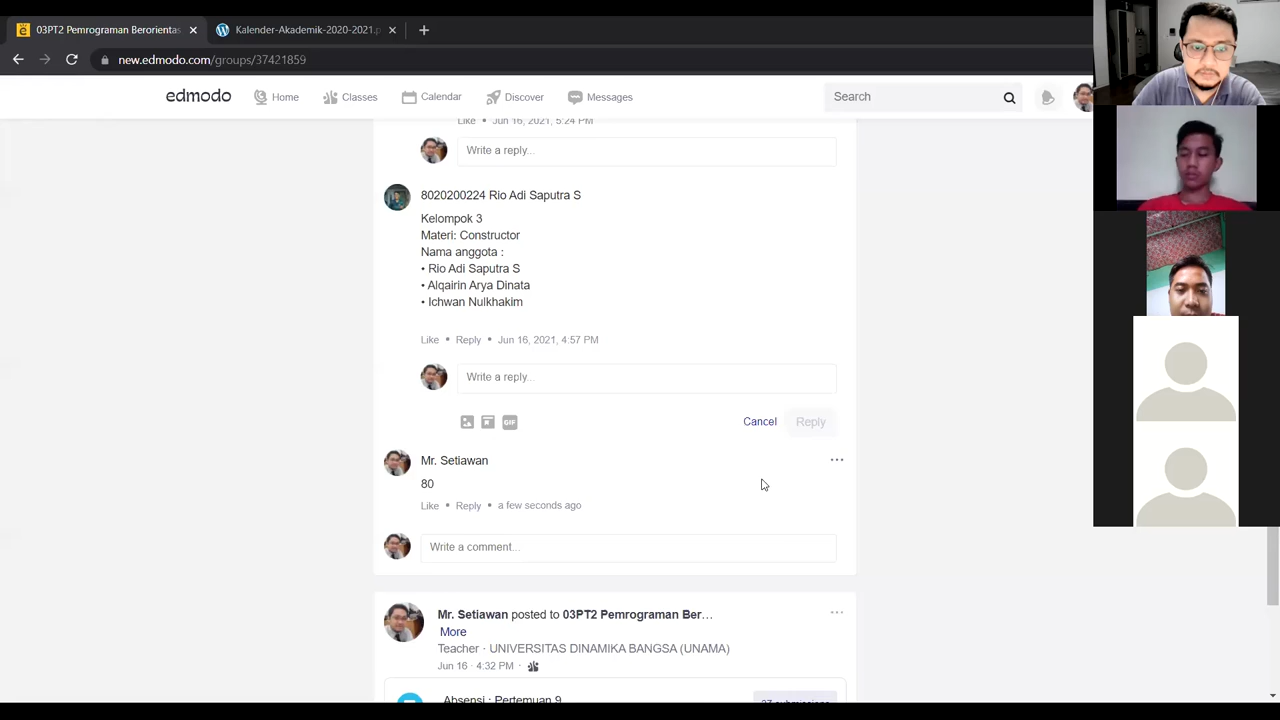 03PT2 Pemrograman Berorientas
Kalender-Akademik-2020-2021.p
new.edmodo.com/groups/37421859
edmodo
Home
Classes
Calendar
Discover
Messages
Search
Like • Jun 16, 2021, 5:24 PM
Write a reply...
8020200224 Rio Adi Saputra S
Kelompok 3
Materi: Constructor
Nama anggota :
• Rio Adi Saputra S
• Alqairin Arya Dinata
• Ichwan Nulkhakim
Like • Reply • Jun 16, 2021, 4:57 PM
Write a reply...
GIF
Cancel
Reply
Mr. Setiawan
80
Like • Reply • a few seconds ago
Write a comment...
Mr. Setiawan posted to 03PT2 Pemrograman Ber...
More
Teacher · UNIVERSITAS DINAMIKA BANGSA (UNAMA)
Jun 16 · 4:32 PM ·
Absensi : Pertemuan 9
27 submissions